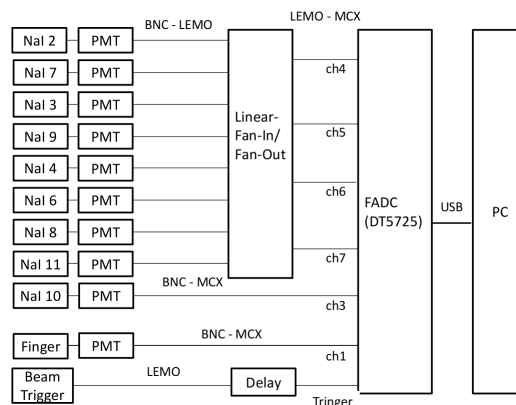 BNC - LEMO
LEMO - MCX
NaI 2
PMT
NaI 7
PMT
NaI 3
PMT
NaI 9
PMT
NaI 4
PMT
NaI 6
PMT
NaI 8
PMT
NaI 11
PMT
NaI 10
PMT
Linear-
Fan-In/
Fan-Out
ch4
ch5
ch6
ch7
BNC - MCX
ch3
FADC
(DT5725)
USB
PC
Finger
PMT
BNC - MCX
ch1
Beam
Trigger
LEMO
Delay
Tringer